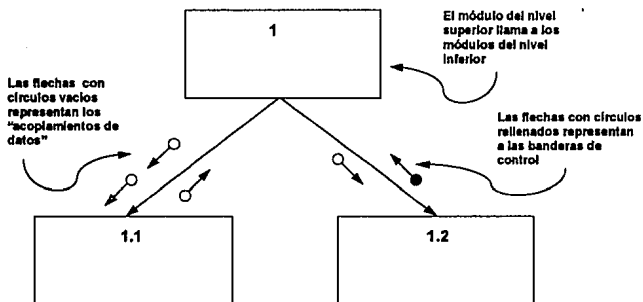 1
El módulo del nivel
superior llama a los
módulos del nivel
inferior
Las flechas con
círculos vacíos
representan los
"acoplamientos de
datos"
Las flechas con círculos
rellenados representan
a las banderas de
control
1.1
1.2